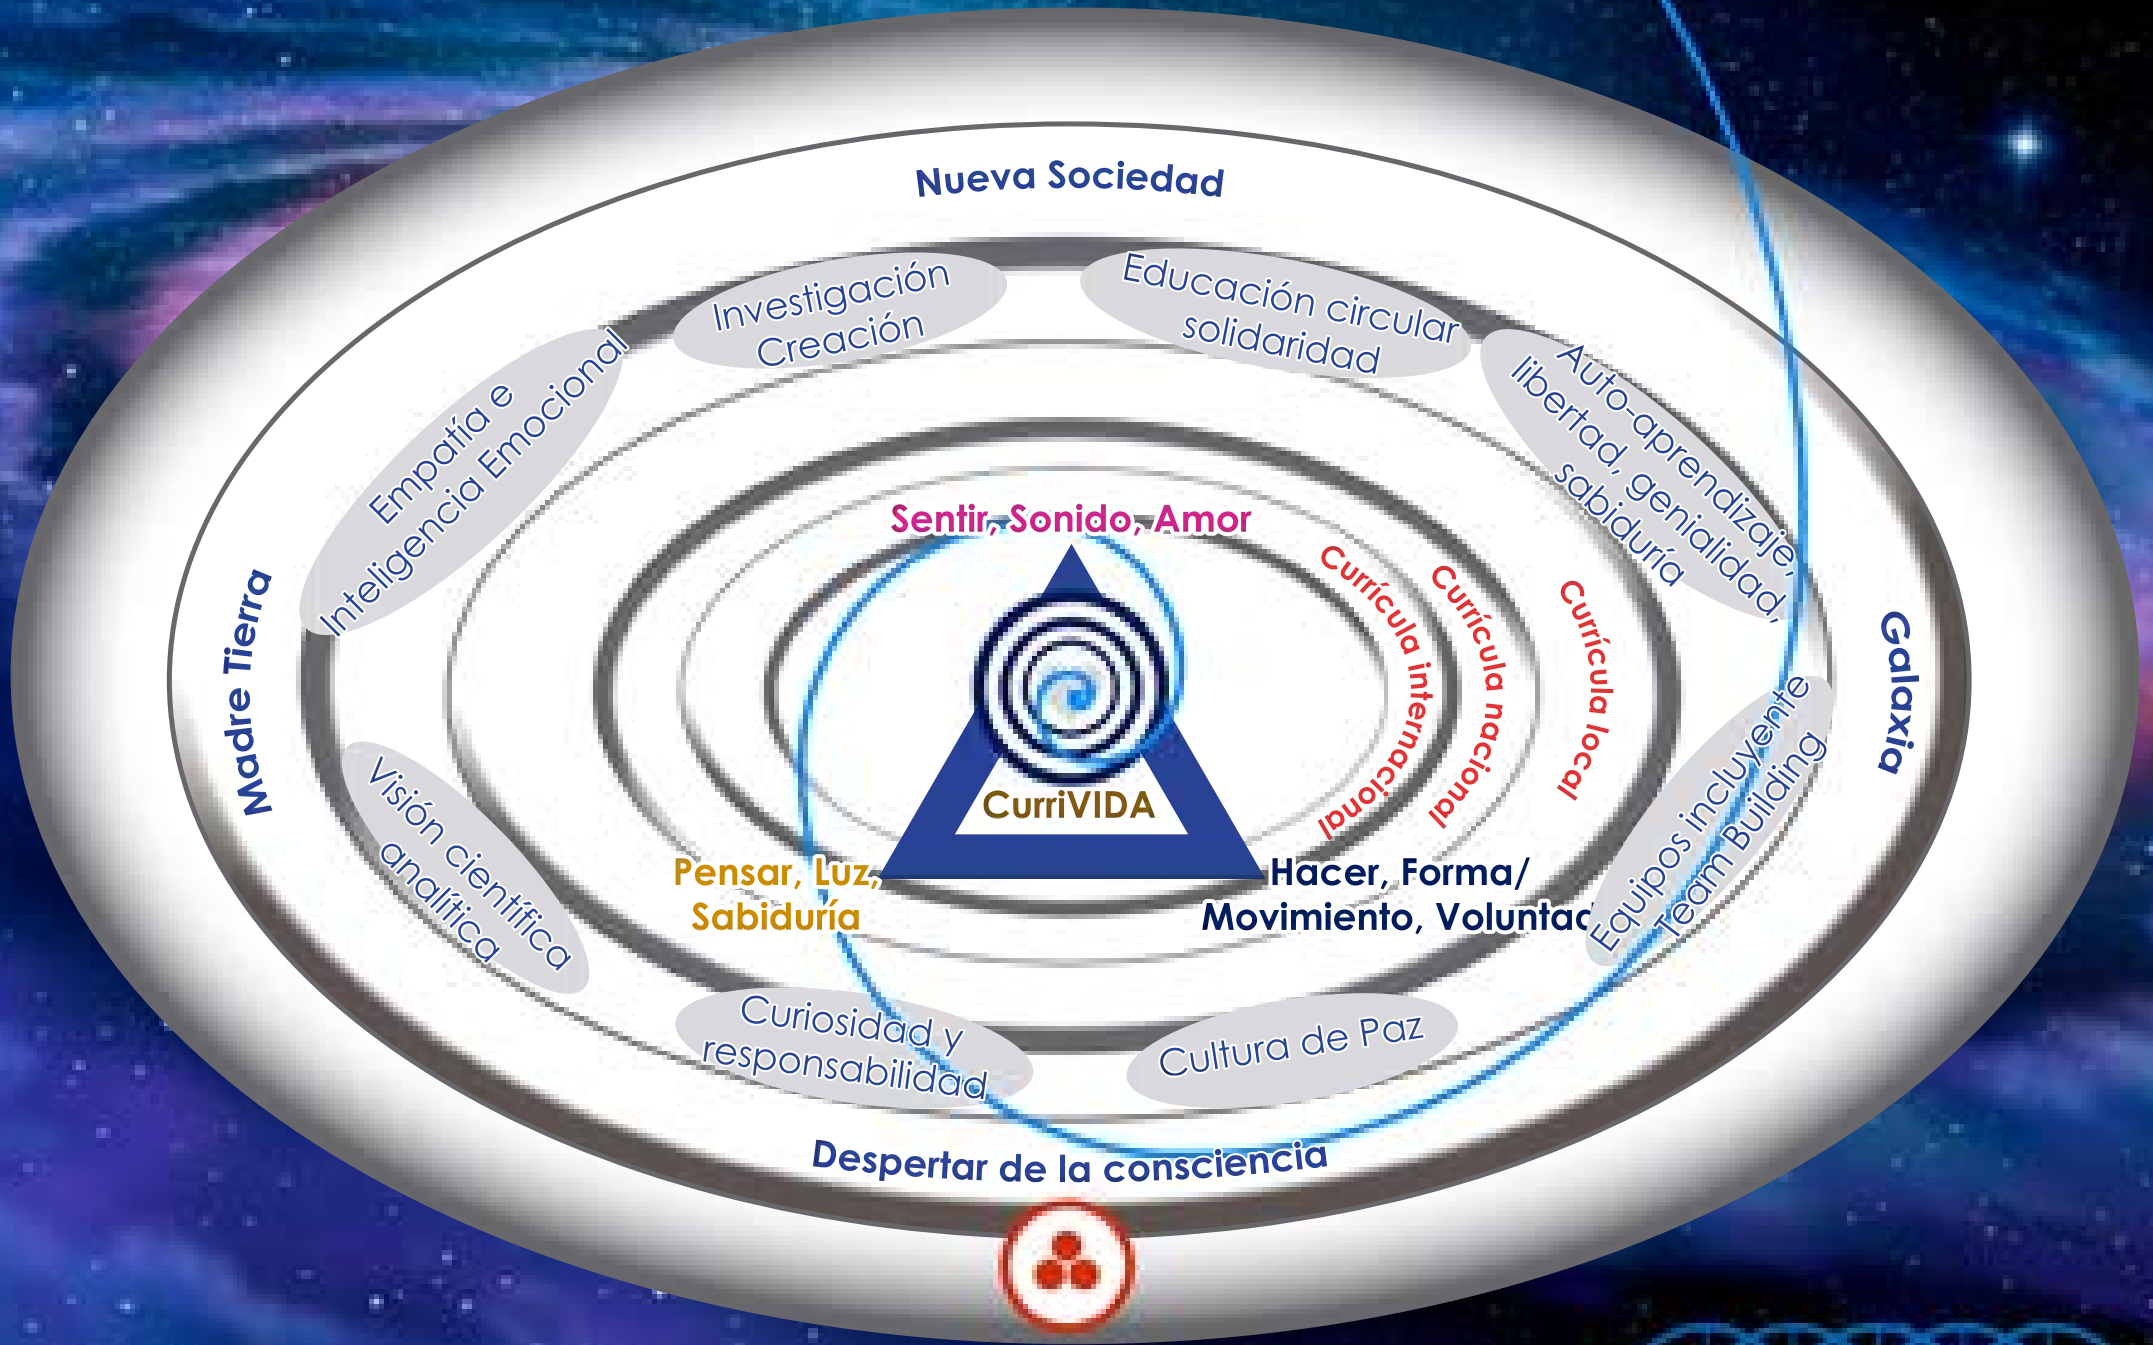 Nueva Sociedad
Investigación
Creación
Educación circular
solidaridad
Empatía e
Inteligencia Emocional
Auto-aprendizaje,
libertad, genialidad,
sabiduría
Sentir, Sonido, Amor
Currícula internacional
Currícula nacional
Currícula local
Madre Tierra
Galaxia
CurriVIDA
Pensar, Luz,
Sabiduría
Hacer, Forma/
Movimiento, Voluntad
Equipos incluyente
Team Building
Visión científica
analítica
Curiosidad y
responsabilidad
Cultura de Paz
Despertar de la consciencia